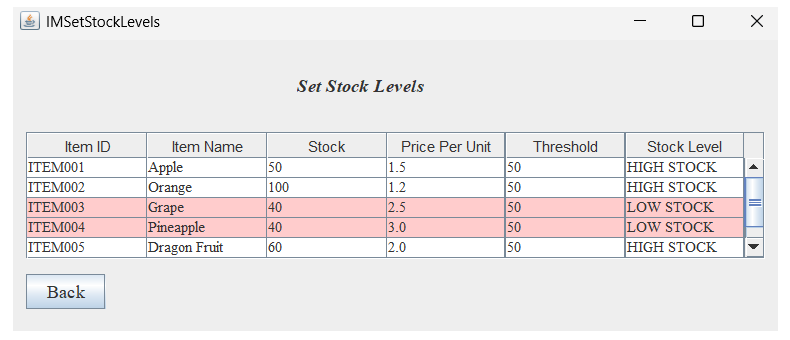 IMSetStockLevels
Set Stock Levels
Item ID Item Name Stock Price Per Unit Threshold Stock Level
ITEM001 Apple 50 1.5 50 HIGH STOCK
ITEM002 Orange 100 1.2 50 HIGH STOCK
ITEM003 Grape 40 2.5 50 LOW STOCK
ITEM004 Pineapple 40 3.0 50 LOW STOCK
ITEM005 Dragon Fruit 60 2.0 50 HIGH STOCK
Back